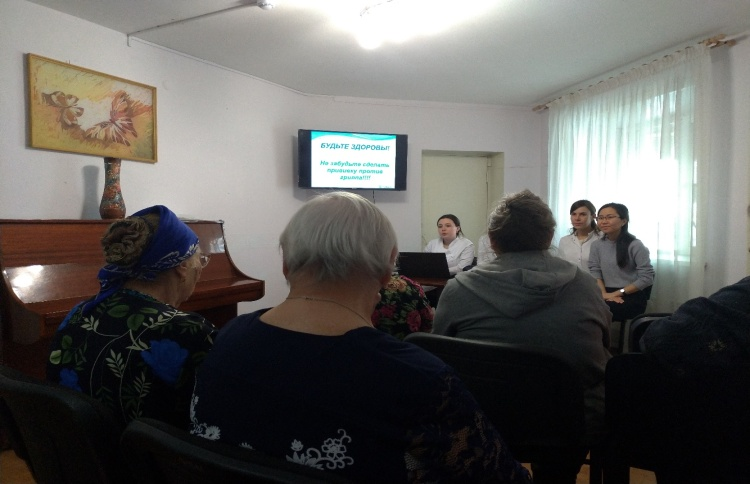 БУДЬТЕ ЗДОРОВЫ!
Не забудьте сделать
прививку против
гриппа!!!!